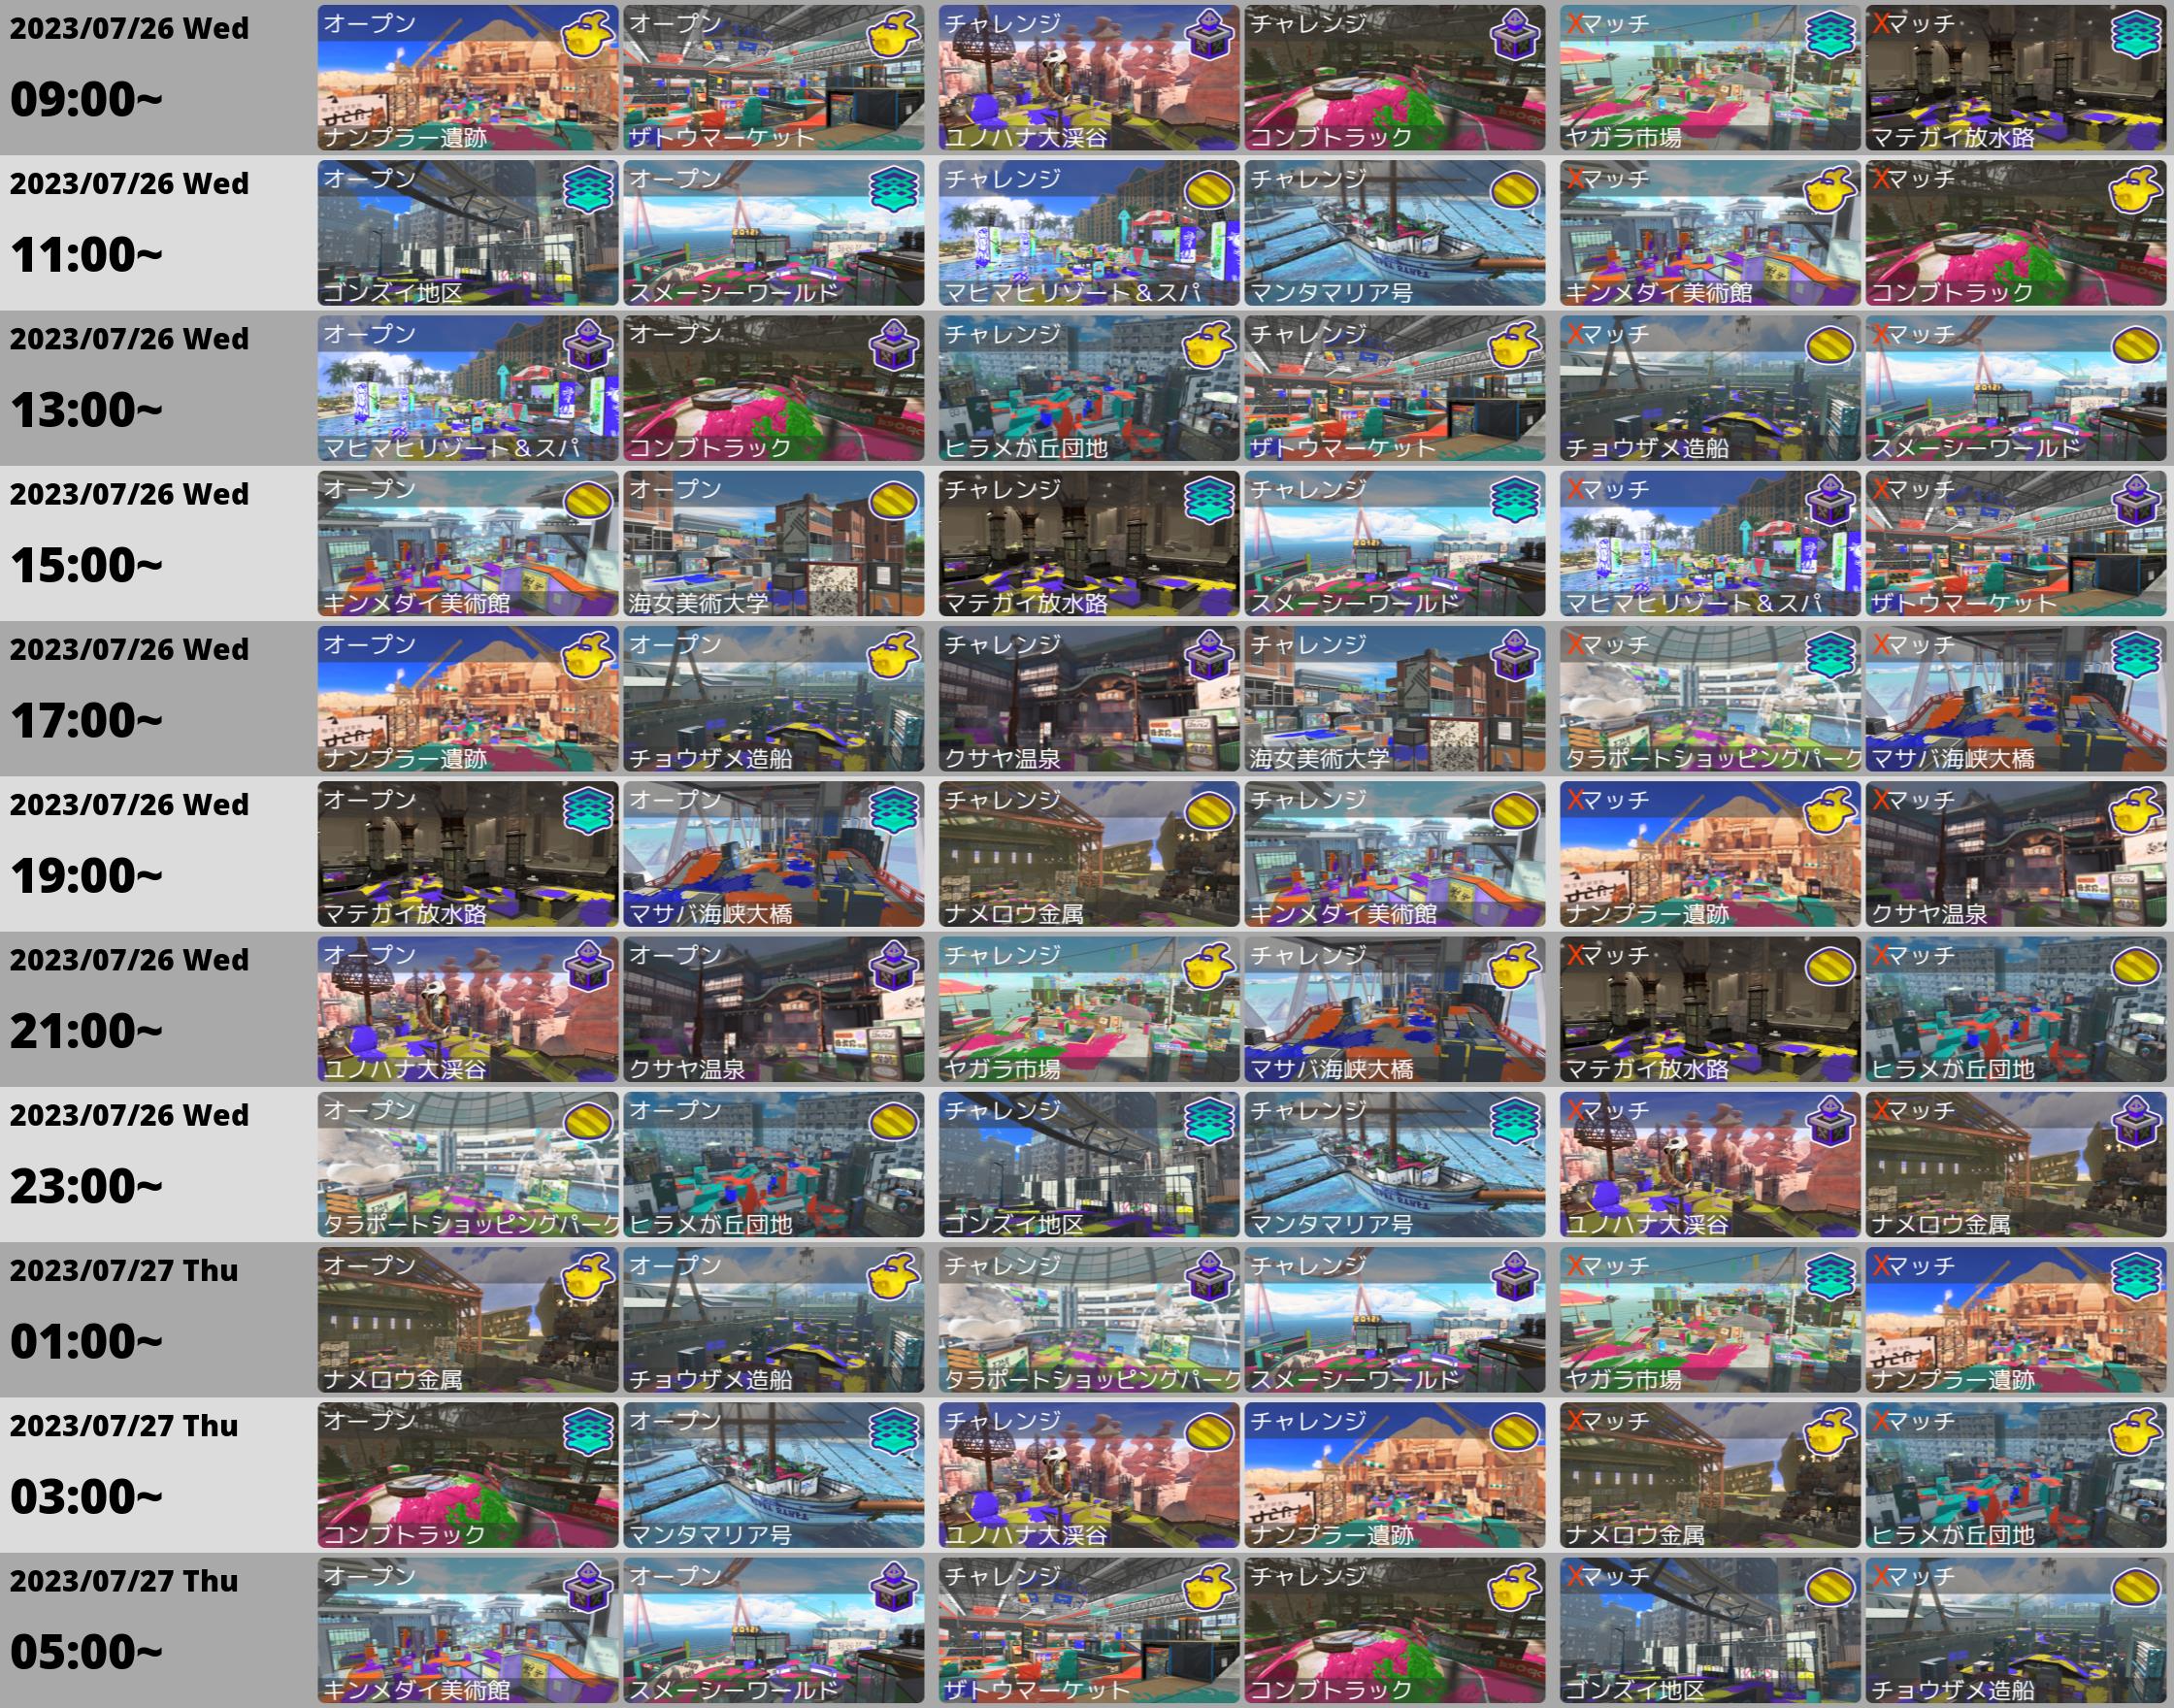 2023/07/26 Wed
09:00~
オープン
ナンプラー遺跡
オープン
ザトウマーケット
チャレンジ
ユノハナ大渓谷
チャレンジ
コンブトラック
Xマッチ
ヤガラ市場
Xマッチ
マテガイ放水路
2023/07/26 Wed
11:00~
オープン
ゴンズイ地区
オープン
スメーシーワールド
チャレンジ
マヒマヒリゾート＆スパ
チャレンジ
マンタマリア号
Xマッチ
キンメダイ美術館
Xマッチ
コンブトラック
2023/07/26 Wed
13:00~
オープン
マヒマヒリゾート＆スパ
オープン
コンブトラック
チャレンジ
ヒラメが丘団地
チャレンジ
ザトウマーケット
Xマッチ
チョウザメ造船
Xマッチ
スメーシーワールド
2023/07/26 Wed
15:00~
オープン
キンメダイ美術館
オープン
海女美術大学
チャレンジ
マテガイ放水路
チャレンジ
スメーシーワールド
Xマッチ
マヒマヒリゾート＆スパ
Xマッチ
ザトウマーケット
2023/07/26 Wed
17:00~
オープン
ナンプラー遺跡
オープン
チョウザメ造船
チャレンジ
クサヤ温泉
チャレンジ
海女美術大学
Xマッチ
タラポートショッピングパーク
Xマッチ
マサバ海峡大橋
2023/07/26 Wed
19:00~
オープン
マテガイ放水路
オープン
マサバ海峡大橋
チャレンジ
ナメロウ金属
チャレンジ
キンメダイ美術館
Xマッチ
ナンプラー遺跡
Xマッチ
クサヤ温泉
2023/07/26 Wed
21:00~
オープン
ユノハナ大渓谷
オープン
クサヤ温泉
チャレンジ
ヤガラ市場
チャレンジ
マサバ海峡大橋
Xマッチ
マテガイ放水路
Xマッチ
ヒラメが丘団地
2023/07/26 Wed
23:00~
オープン
タラポートショッピングパーク
オープン
ヒラメが丘団地
チャレンジ
ゴンズイ地区
チャレンジ
マンタマリア号
Xマッチ
ユノハナ大渓谷
Xマッチ
ナメロウ金属
2023/07/27 Thu
01:00~
オープン
ナメロウ金属
オープン
チョウザメ造船
チャレンジ
タラポートショッピングパーク
チャレンジ
スメーシーワールド
Xマッチ
ヤガラ市場
Xマッチ
ナンプラー遺跡
2023/07/27 Thu
03:00~
オープン
コンブトラック
オープン
マンタマリア号
チャレンジ
ユノハナ大渓谷
チャレンジ
ナンプラー遺跡
Xマッチ
ナメロウ金属
Xマッチ
ヒラメが丘団地
2023/07/27 Thu
05:00~
オープン
キンメダイ美術館
オープン
スメーシーワールド
チャレンジ
ザトウマーケット
チャレンジ
コンブトラック
Xマッチ
ゴンズイ地区
Xマッチ
チョウザメ造船